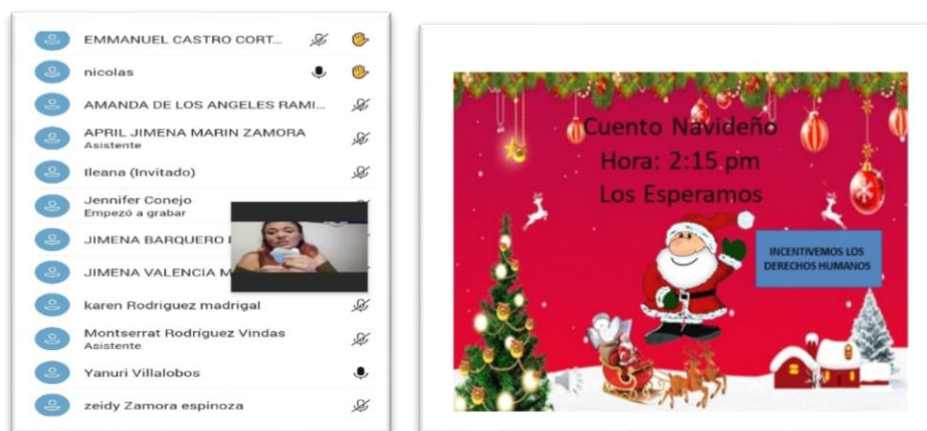 EMMANUEL CASTRO CORT...
nicolas
AMANDA DE LOS ANGELES RAMI...
APRIL JIMENA MARIN ZAMORA
Asistente
Ileana (Invitado)
Jennifer Conejo
Empezó a grabar
JIMENA BARQUERO
JIMENA VALENCIA M
karen Rodriguez madrigal
Montserrat Rodríguez Vindas
Asistente
Yanuri Villalobos
zeidy Zamora espinoza
Cuento Navideño
Hora: 2:15 pm
Los Esperamos
INCENTIVEMOS LOS
DERECHOS HUMANOS